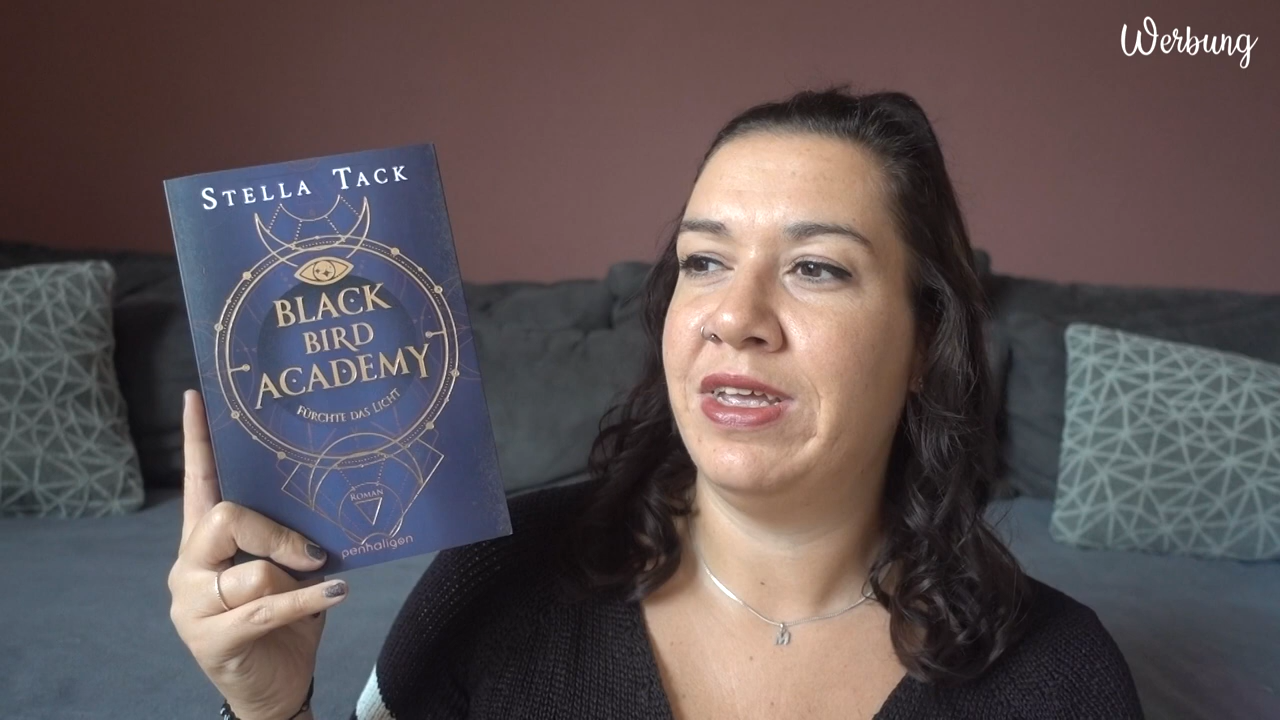 Werbung
STELLA TACK
BLACK
BIRD
ACADEMY
FÜRCHTE DAS LICHT
ROMAN
penhaligon
M